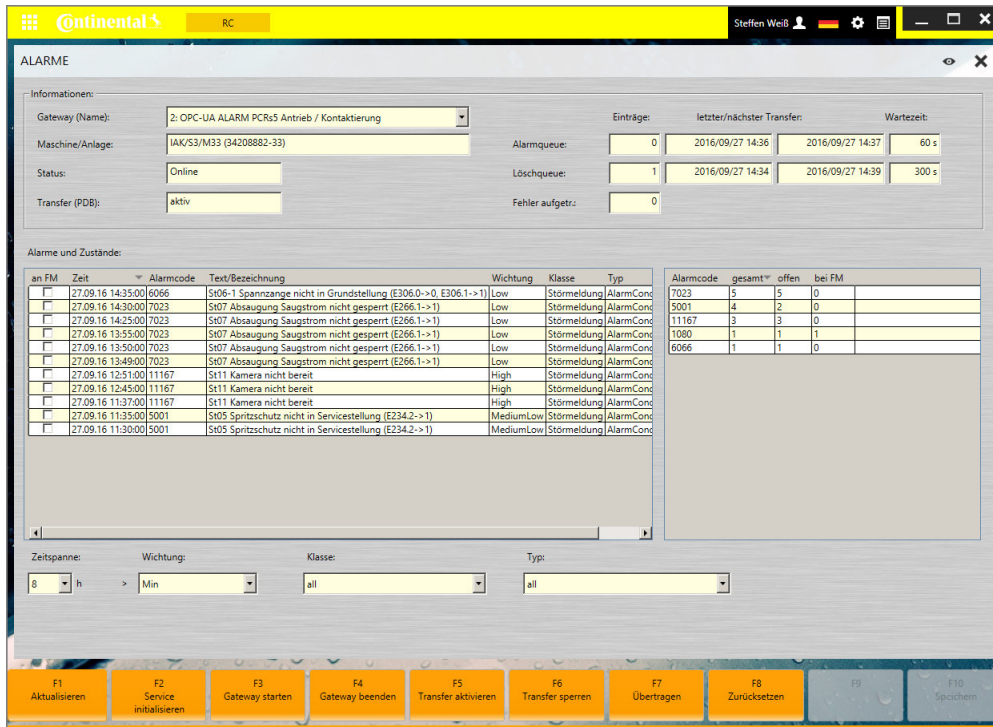 Continental
RC
Steffen Weiß
ALARME
Informationen:
Gateway (Name): 2: OPC-UA ALARM PCRs5 Antrieb / Kontaktierung
Einträge: letzter/nächster Transfer: Wartezeit:
Maschine/Anlage: IAK/S3/M33 (34208882-33) Alarmqueue: 0 2016/09/27 14:36 2016/09/27 14:37 60 s
Status: Online Löschqueue: 1 2016/09/27 14:34 2016/09/27 14:39 300 s
Transfer (PDB): aktiv Fehler aufgetr.: 0
Alarme und Zustände:
an FM Zeit Alarmcode Text/Bezeichnung Wichtung Klasse Typ
27.09.16 14:35:00 6066 St06-1 Spannzange nicht in Grundstellung (E306.0->0, E306.1->1) Low Störmeldung AlarmCond
27.09.16 14:30:00 7023 St07 Absaugung Saugstrom nicht gesperrt (E266.1->1) Low Störmeldung AlarmCond
27.09.16 14:25:00 7023 St07 Absaugung Saugstrom nicht gesperrt (E266.1->1) Low Störmeldung AlarmCond
27.09.16 13:55:00 7023 St07 Absaugung Saugstrom nicht gesperrt (E266.1->1) Low Störmeldung AlarmCond
27.09.16 13:50:00 7023 St07 Absaugung Saugstrom nicht gesperrt (E266.1->1) Low Störmeldung AlarmCond
27.09.16 13:49:00 7023 St07 Absaugung Saugstrom nicht gesperrt (E266.1->1) Low Störmeldung AlarmCond
27.09.16 12:51:00 11167 St11 Kamera nicht bereit High Störmeldung AlarmCond
27.09.16 12:45:00 11167 St11 Kamera nicht bereit High Störmeldung AlarmCond
27.09.16 11:37:00 11167 St11 Kamera nicht bereit High Störmeldung AlarmCond
27.09.16 11:35:00 5001 St05 Spritzschutz nicht in Servicestellung (E234.2->1) MediumLow Störmeldung AlarmCond
27.09.16 11:30:00 5001 St05 Spritzschutz nicht in Servicestellung (E234.2->1) MediumLow Störmeldung AlarmCond
Alarmcode gesamt offen bei FM
7023 5 5 0
5001 4 2 0
11167 3 3 0
1080 1 1 1
6066 1 1 0
Zeitspanne: Wichtung: Klasse: Typ:
8 h > Min all all
F1
Aktualisieren
F2
Service
initialisieren
F3
Gateway starten
F4
Gateway beenden
F5
Transfer aktivieren
F6
Transfer sperren
F7
Übertragen
F8
Zurücksetzen
F9
F10
Speichern